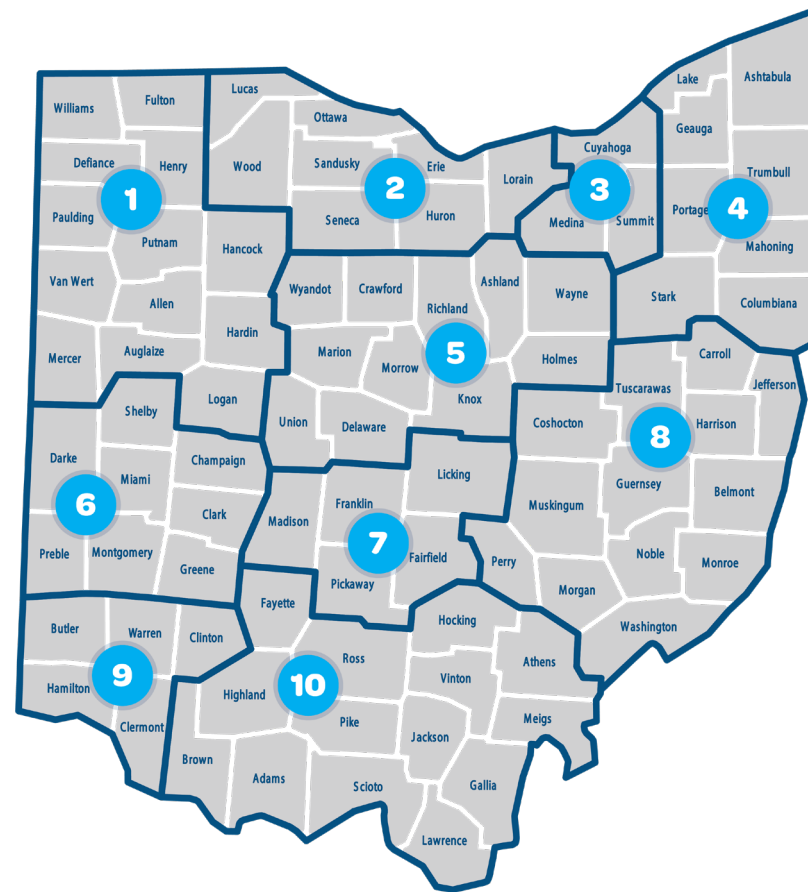 Lake
Ashtabula
Lucas
Fulton
Williams
Ottawa
Geauga
Cuyahoga
Defiance
Henry
Wood
Sandusky
Erie
Lorain
Trumbull
1
2
3
4
Paulding
Seneca
Huron
Medina
Summit
Portage
Putnam
Mahoning
Hancock
Van Wert
Wyandot
Crawford
Ashland
Wayne
Stark
Columbiana
Allen
Richland
Hardin
Marion
5
Auglaize
Mercer
Morrow
Holmes
Carroll
Jefferson
Tuscarawas
Logan
Knox
Shelby
Union
Delaware
Coshocton
Harrison
8
Darke
Champaign
Licking
Miami
Guernsey
Belmont
6
Franklin
Muskingum
Clark
Madison
7
Preble
Montgomery
Fairfield
Perry
Noble
Monroe
Greene
Pickaway
Morgan
Fayette
Hocking
Butler
Warren
Clinton
Washington
Ross
Athens
9
10
Vinton
Hamilton
Highland
Meigs
Clermont
Pike
Jackson
Brown
Adams
Scioto
Gallia
Lawrence